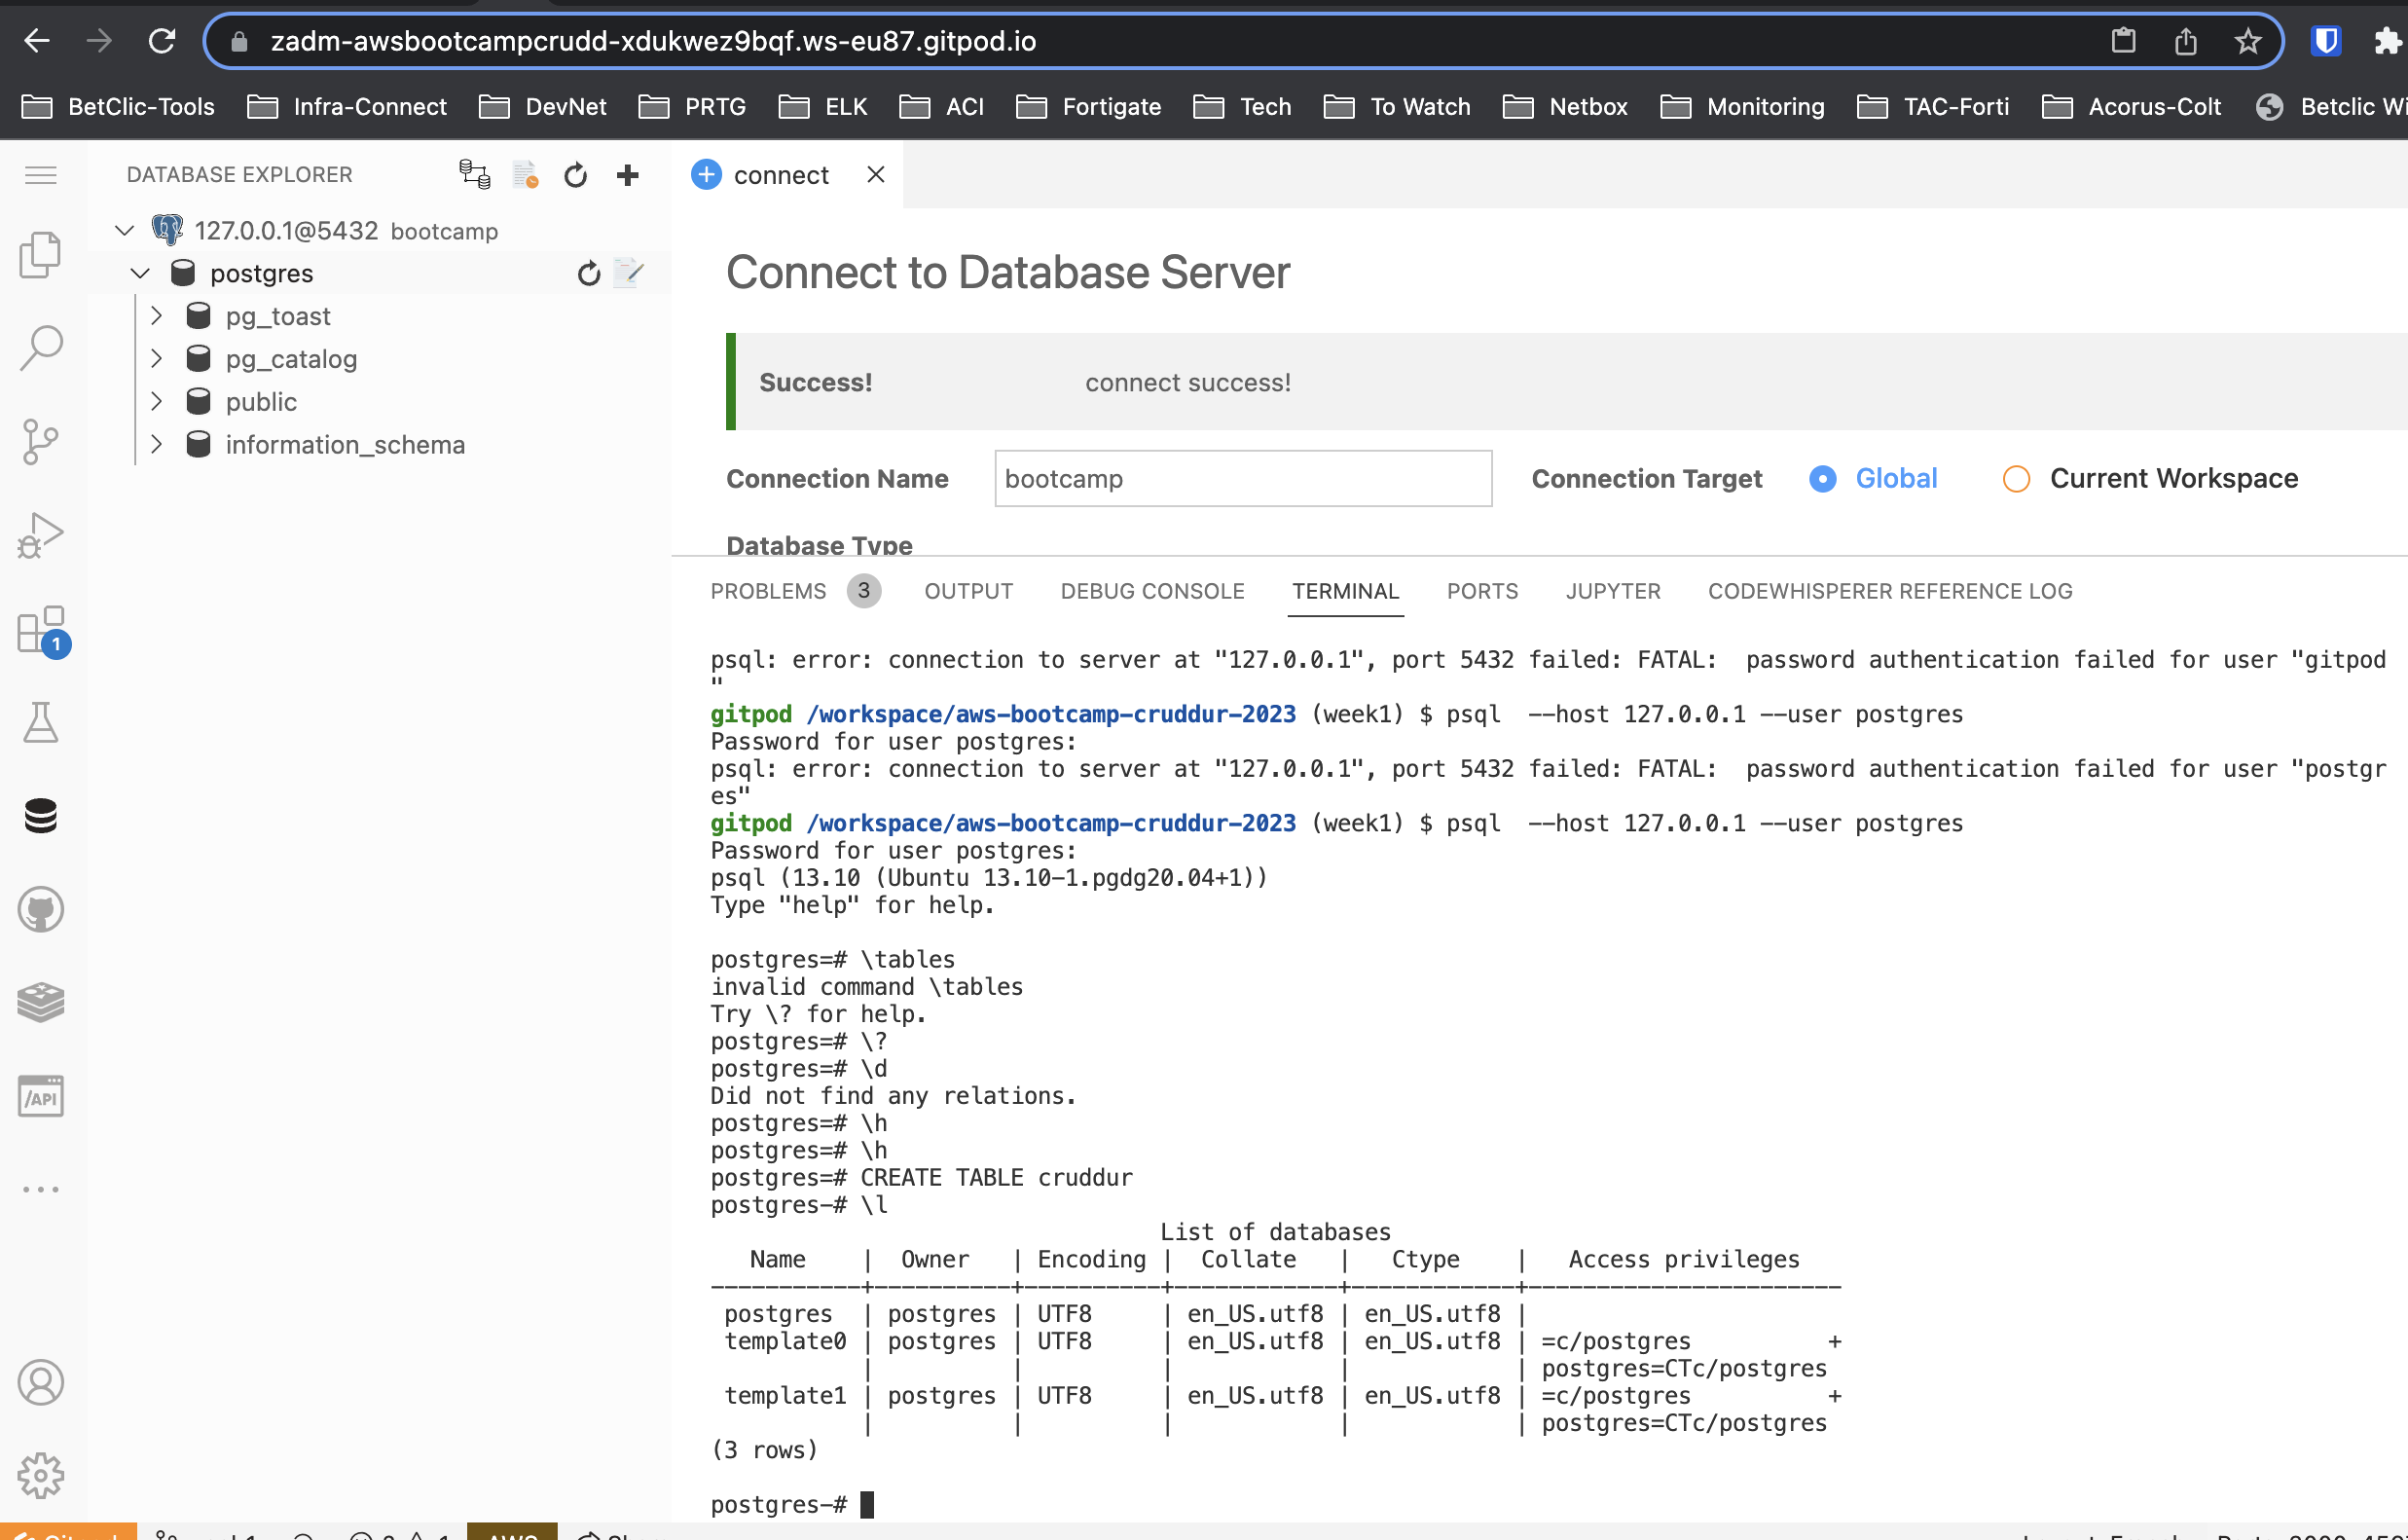 zadm-awsbootcampcrudd-xdukwez9bqf.ws-eu87.gitpod.io
BetClic-Tools Infra-Connect DevNet PRTG ELK ACI Fortigate Tech To Watch Netbox Monitoring TAC-Forti Acorus-Colt Betclic Wi
DATABASE EXPLORER
connect
127.0.0.1@5432 bootcamp
postgres
pg_toast
pg_catalog
public
information_schema
1
/API
Connect to Database Server
Success! connect success!
Connection Name bootcamp Connection Target Global Current Workspace
Database Type
PROBLEMS 3 OUTPUT DEBUG CONSOLE TERMINAL PORTS JUPYTER CODEWHISPERER REFERENCE LOG
psql: error: connection to server at "127.0.0.1", port 5432 failed: FATAL:  password authentication failed for user "gitpod
"
gitpod /workspace/aws-bootcamp-cruddur-2023 (week1) $ psql  --host 127.0.0.1 --user postgres
Password for user postgres:
psql: error: connection to server at "127.0.0.1", port 5432 failed: FATAL:  password authentication failed for user "postgr
es"
gitpod /workspace/aws-bootcamp-cruddur-2023 (week1) $ psql  --host 127.0.0.1 --user postgres
Password for user postgres:
psql (13.10 (Ubuntu 13.10-1.pgdg20.04+1))
Type "help" for help.
postgres=# \tables
invalid command \tables
Try \? for help.
postgres=# \?
postgres=# \d
Did not find any relations.
postgres=# \h
postgres=# \h
postgres=# CREATE TABLE cruddur
postgres-# \l
List of databases
Name | Owner | Encoding | Collate | Ctype | Access privileges
-----------+----------+----------+------------+------------+-----------------------
postgres | postgres | UTF8 | en_US.utf8 | en_US.utf8 |
template0 | postgres | UTF8 | en_US.utf8 | en_US.utf8 | =c/postgres +
| | | | | postgres=CTc/postgres
template1 | postgres | UTF8 | en_US.utf8 | en_US.utf8 | =c/postgres +
| | | | | postgres=CTc/postgres
(3 rows)
postgres-#